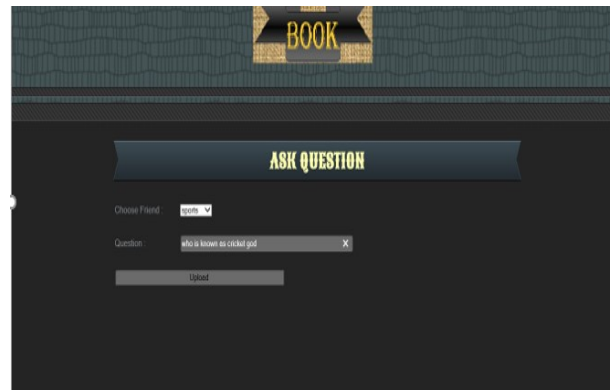 BOOK
ASK QUESTION
Choose Friend : sports
Question : who is known as cricket god X
Upload